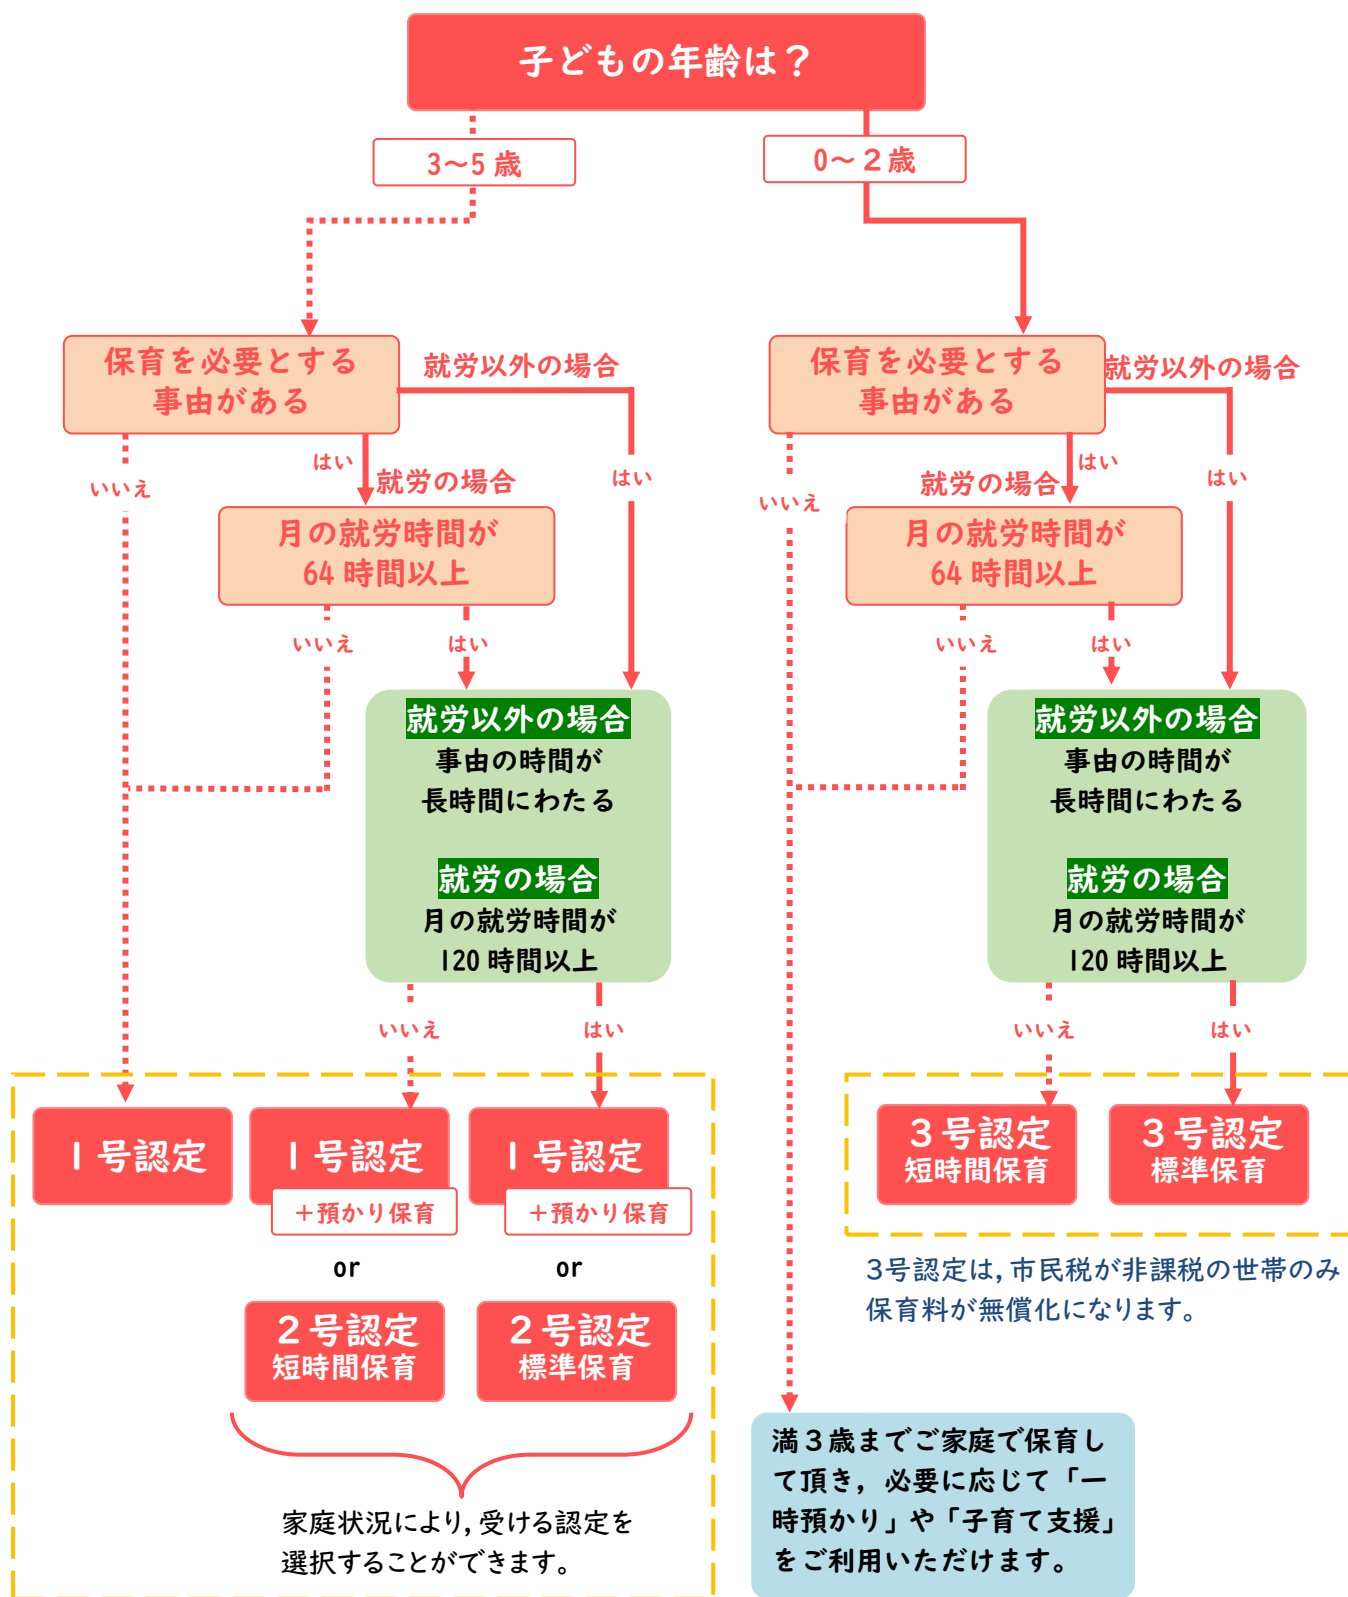 子どもの年齢は？
3～5 歳
0～２歳
保育を必要とする
事由がある
就労以外の場合
はい
就労の場合
はい
いいえ
月の就労時間が
64 時間以上
いいえ
はい
就労以外の場合
事由の時間が
長時間にわたる
就労の場合
月の就労時間が
120 時間以上
いいえ
はい
１号認定
１号認定
＋預かり保育
or
２号認定
短時間保育
１号認定
＋預かり保育
or
２号認定
標準保育
家庭状況により，受ける認定を
選択することができます。
保育を必要とする
事由がある
就労以外の場合
はい
就労の場合
はい
いいえ
月の就労時間が
64 時間以上
いいえ
はい
就労以外の場合
事由の時間が
長時間にわたる
就労の場合
月の就労時間が
120 時間以上
いいえ
はい
３号認定
短時間保育
３号認定
標準保育
3号認定は，市民税が非課税の世帯のみ
保育料が無償化になります。
満３歳までご家庭で保育し
て頂き，必要に応じて「一
時預かり」や「子育て支援」
をご利用いただけます。